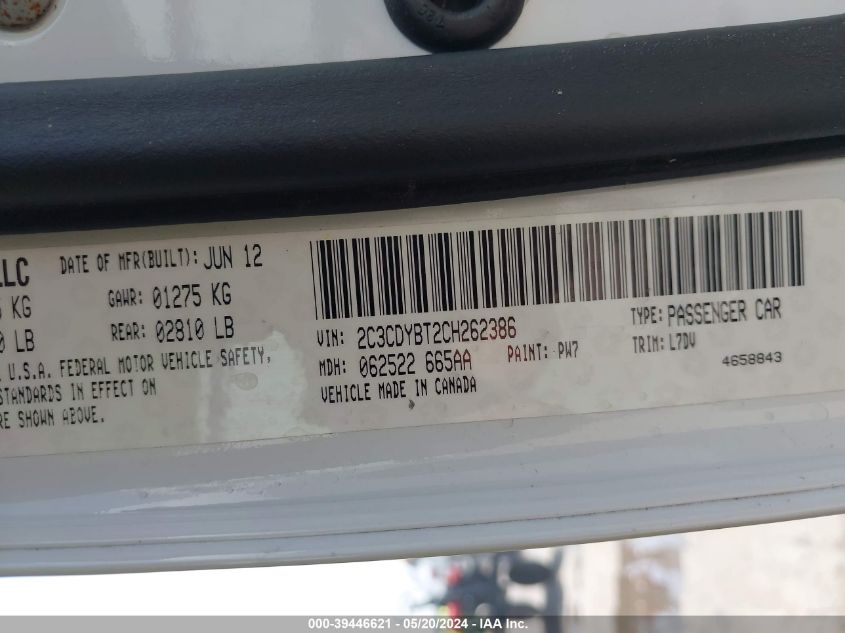 T&C
LLC
DATE OF MFR(BUILT): JUN 12
KG
GAWR: 01275 KG
LB
REAR: 02810 LB
U.S.A. FEDERAL MOTOR VEHICLE SAFETY,
STANDARDS IN EFFECT ON
RE SHOWN ABOVE.
VIN: 2C3CDYBT2CH262386
TYPE: PASSENGER CAR
MDH: 062522 665AA
PAINT: PW7
TRIM: L7DV
VEHICLE MADE IN CANADA
4658843
000-39446621 - 05/20/2024 - IAA Inc.